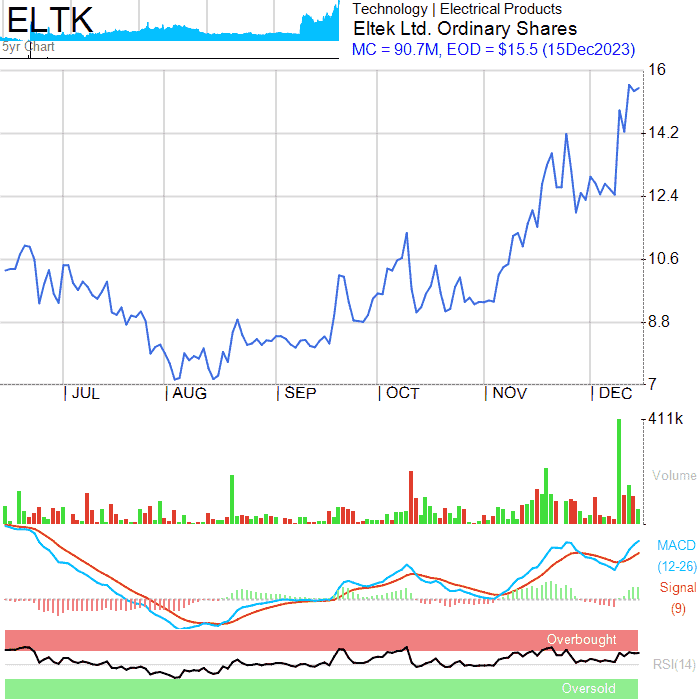 ELTK
5yr Chart
Technology | Electrical Products
Eltek Ltd. Ordinary Shares
MC = 90.7M, EOD = $15.5 (15Dec2023)
16
14.2
12.4
10.6
8.8
7
| JUL | AUG | SEP | OCT | NOV | DEC
411k
Volume
MACD
(12-26)
Signal
(9)
Overbought
RSI(14)
Oversold